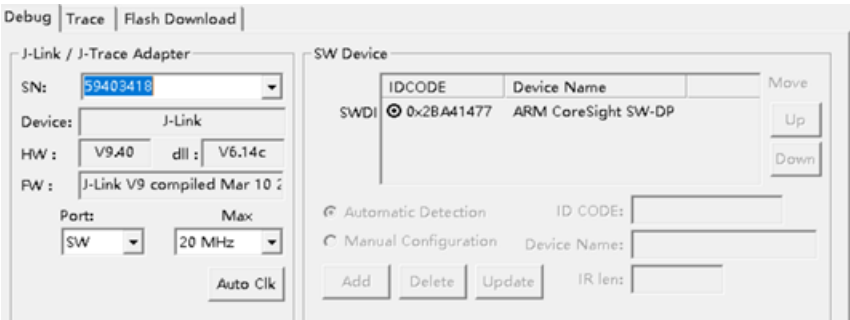 Debug Trace Flash Download
J-Link / J-Trace Adapter
SN: 59403418
Device: J-Link
HW : V9.40 dll : V6.14c
FW : J-Link V9 compiled Mar 10 2
Port: Max
SW 20 MHz
Auto Clk
SW Device
IDCODE Device Name Move
SWDI 0x2BA41477 ARM CoreSight SW-DP Up
Down
Automatic Detection ID CODE:
Manual Configuration Device Name:
Add Delete Update IR len: